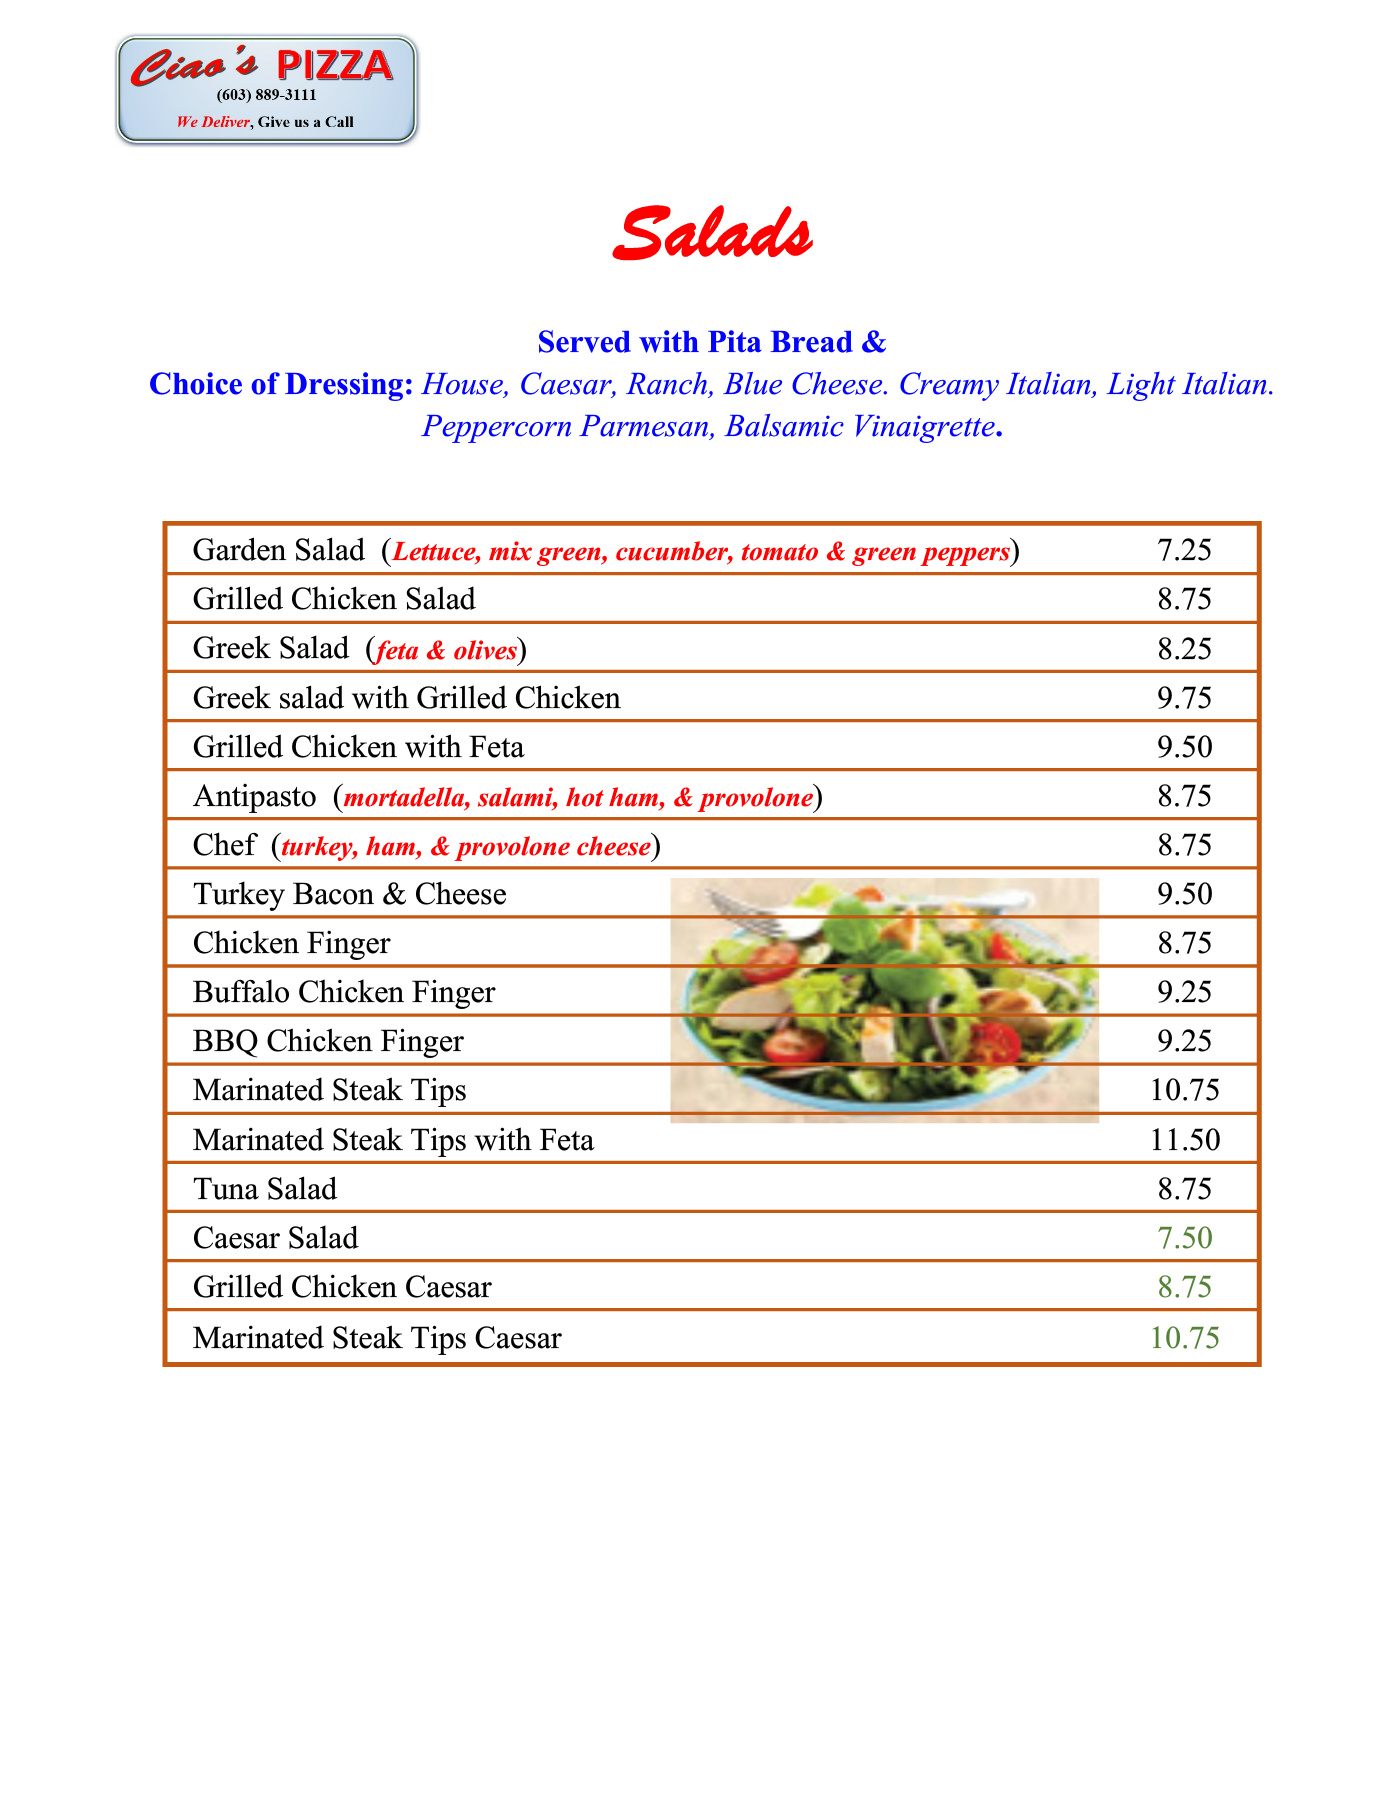 Ciao's PIZZA
(603) 889-3111
We Deliver, Give us a Call
Salads
Served with Pita Bread &
Choice of Dressing: House, Caesar, Ranch, Blue Cheese. Creamy Italian, Light Italian.
Peppercorn Parmesan, Balsamic Vinaigrette.
Garden Salad (Lettuce, mix green, cucumber, tomato & green peppers) 7.25
Grilled Chicken Salad 8.75
Greek Salad (feta & olives) 8.25
Greek salad with Grilled Chicken 9.75
Grilled Chicken with Feta 9.50
Antipasto (mortadella, salami, hot ham, & provolone) 8.75
Chef (turkey, ham, & provolone cheese) 8.75
Turkey Bacon & Cheese 9.50
Chicken Finger 8.75
Buffalo Chicken Finger 9.25
BBQ Chicken Finger 9.25
Marinated Steak Tips 10.75
Marinated Steak Tips with Feta 11.50
Tuna Salad 8.75
Caesar Salad 7.50
Grilled Chicken Caesar 8.75
Marinated Steak Tips Caesar 10.75